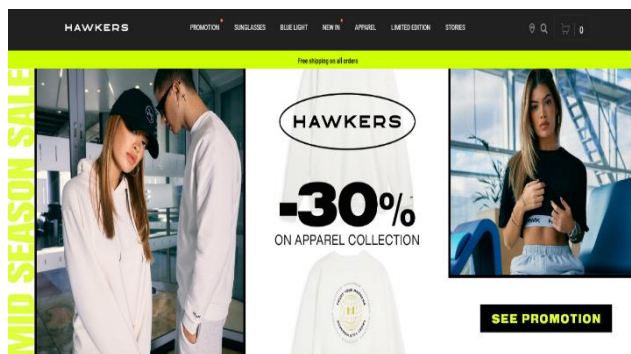 HAWKERS
PROMOTION SUNGLASSES BLUE LIGHT NEW IN APPAREL LIMITED EDITION STORIES
0
Free shipping on all orders
MID SEASON SALE
HAWKERS
-30%
ON APPAREL COLLECTION
HAWKERS
H
SEE PROMOTION